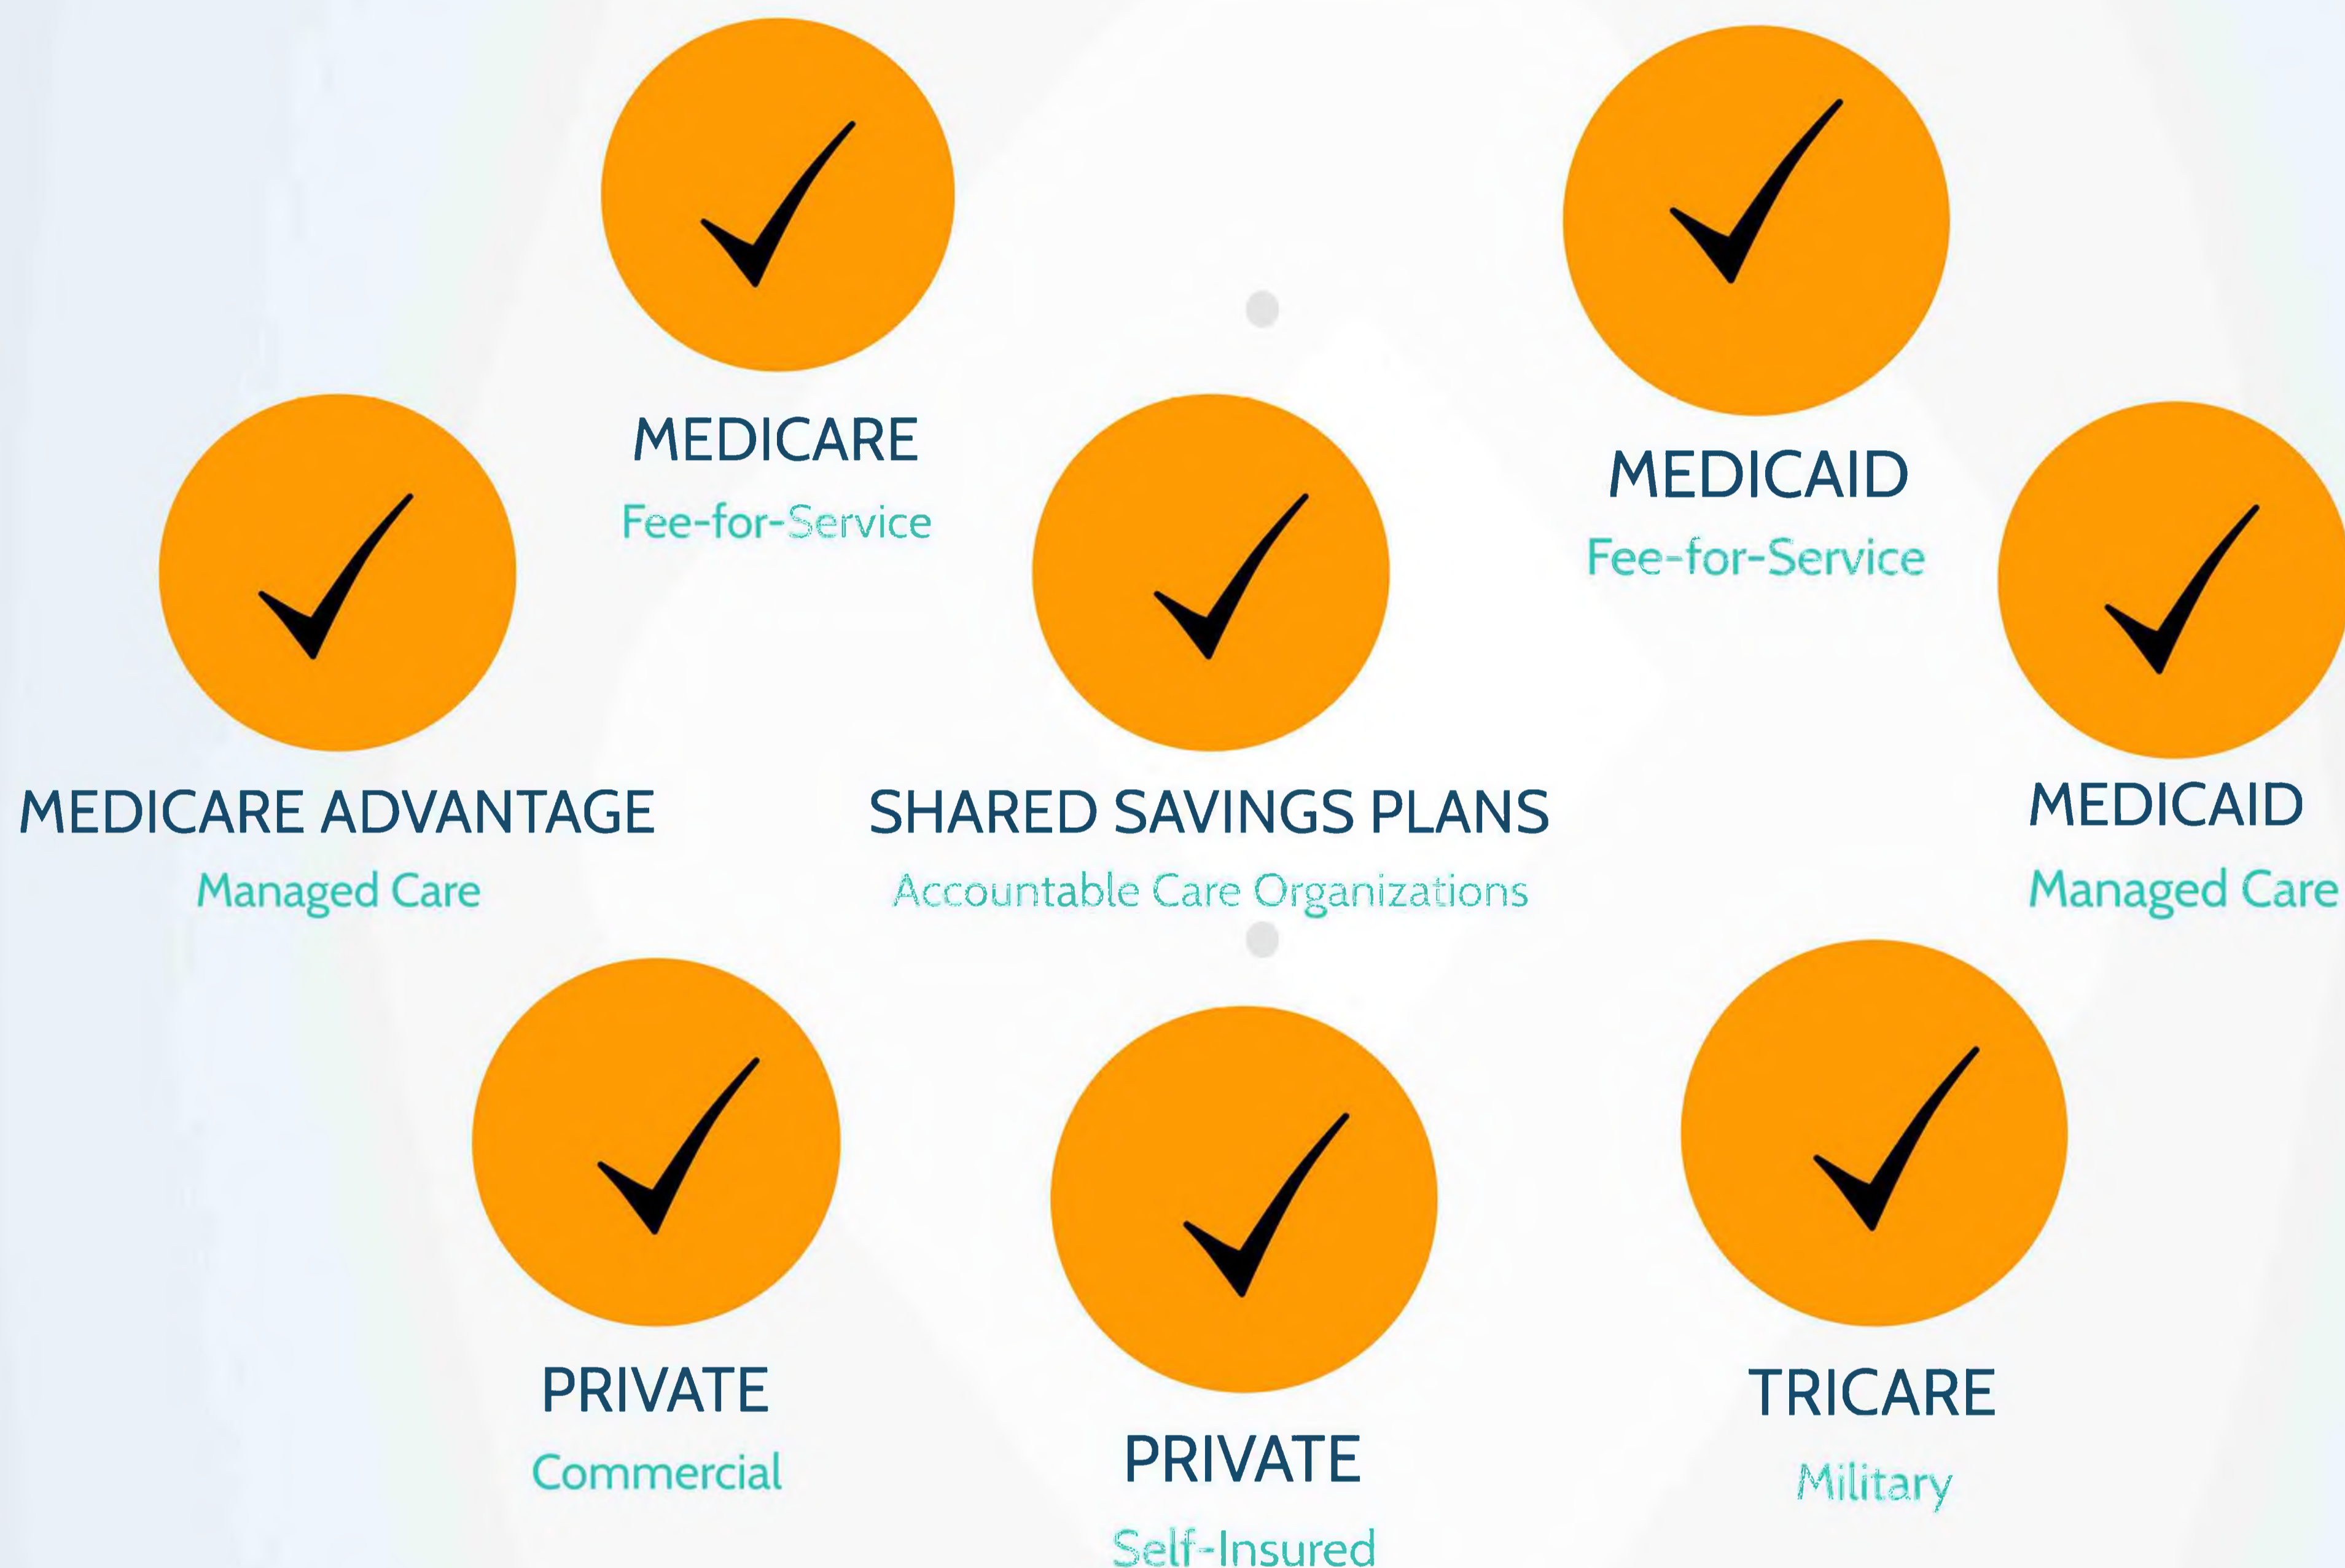 MEDICARE
Fee-for-Service
MEDICAID
Fee-for-Service
MEDICARE ADVANTAGE
Managed Care
SHARED SAVINGS PLANS
Accountable Care Organizations
MEDICAID
Managed Care
PRIVATE
Commercial
PRIVATE
Self-Insured
TRICARE
Military